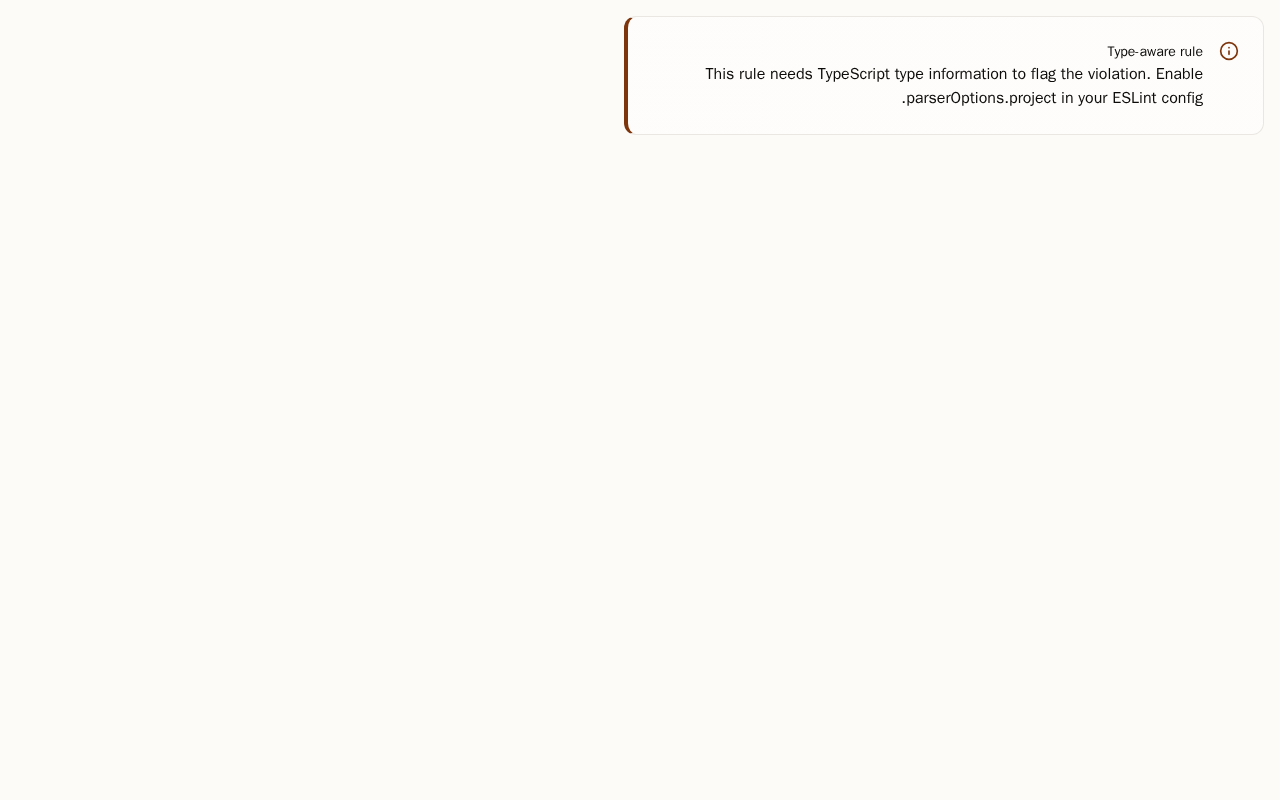 Type-aware rule
This rule needs TypeScript type information to flag the violation. Enable
.parserOptions.project in your ESLint config